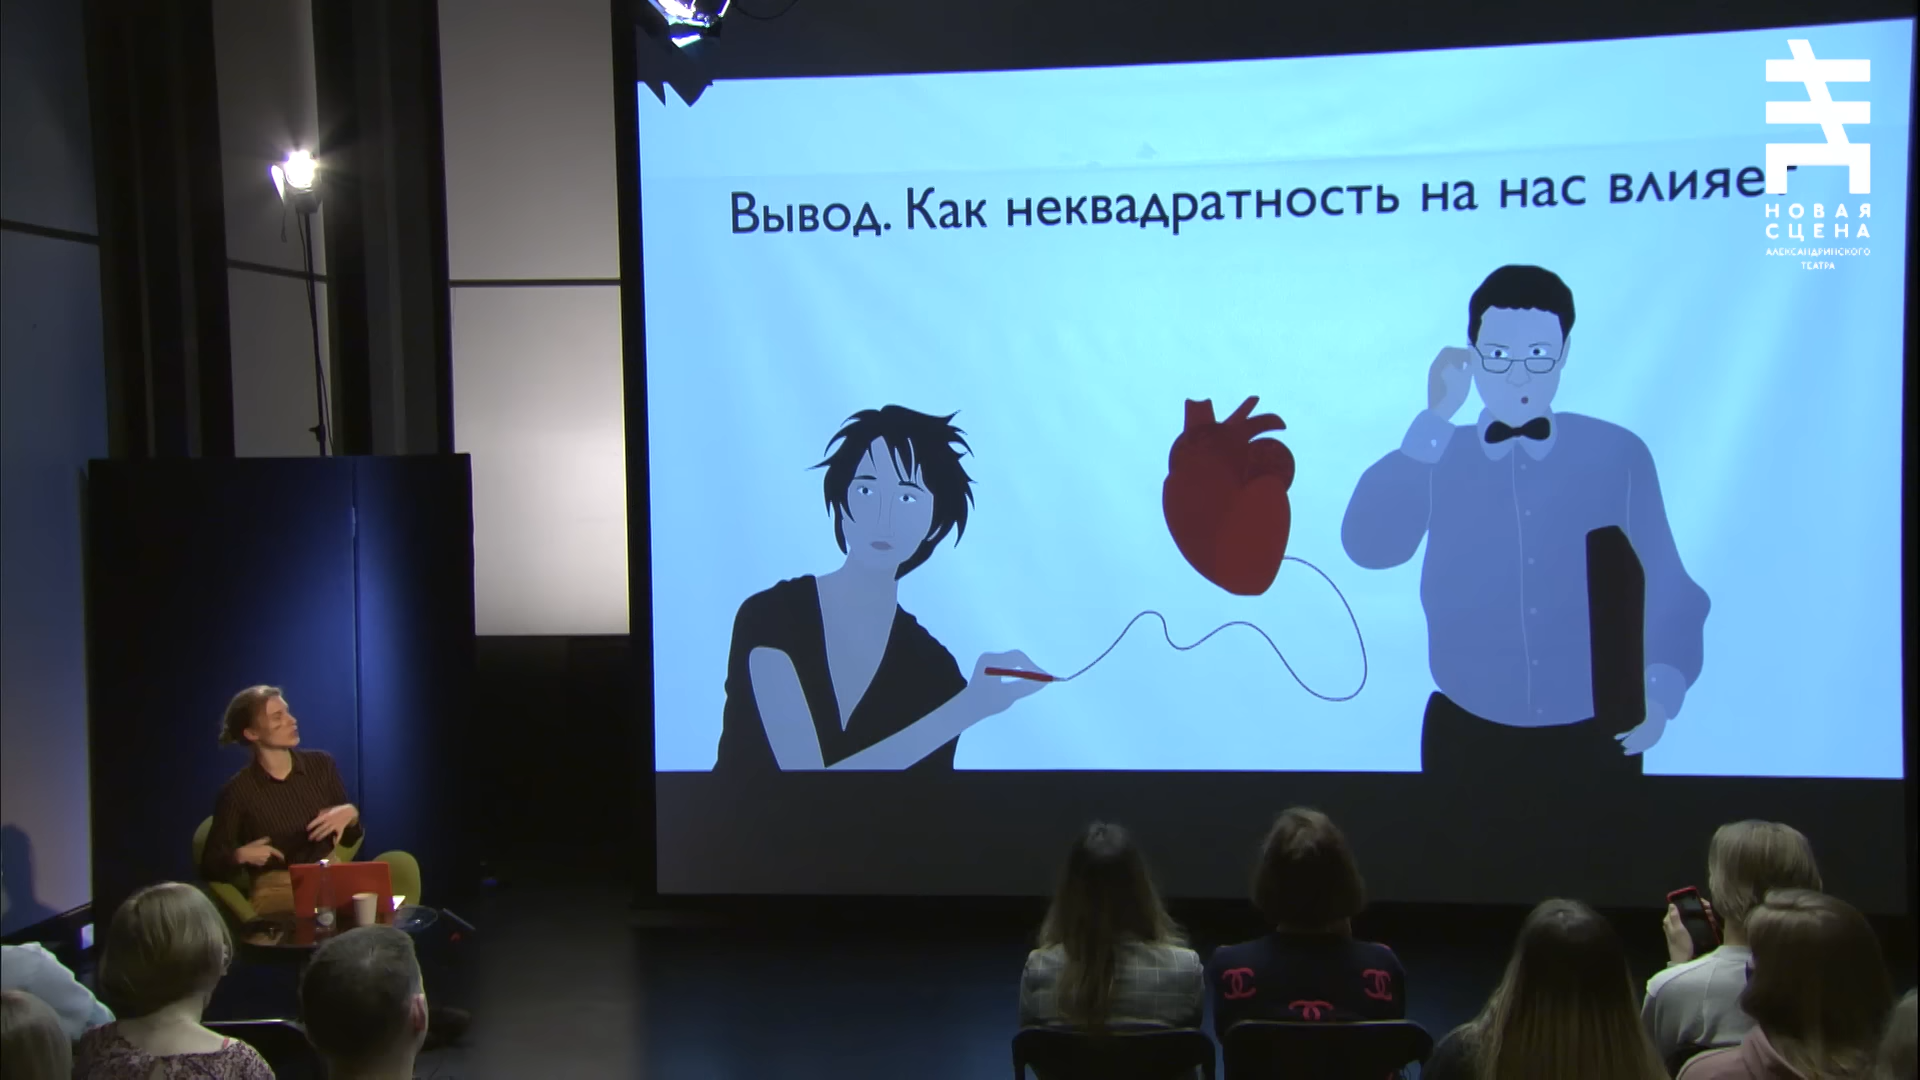 Вывод. Как неквадратность на нас влияет
НОВАЯ
СЦЕНА
АЛЕКСАНДРИНСКОГО
ТЕАТРА